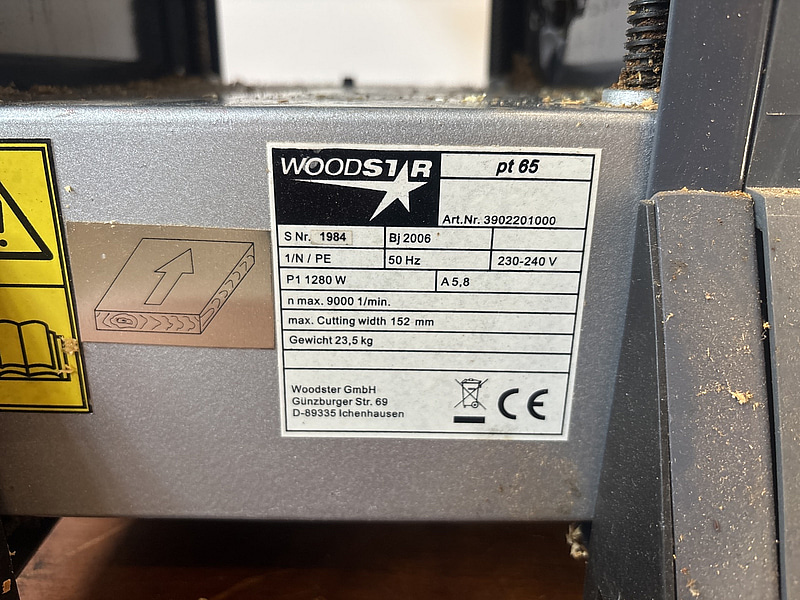 WOODSTAR
pt 65
Art.Nr. 3902201000
S Nr. 1984 Bj 2006
1/N / PE 50 Hz 230-240 V
P1 1280 W A 5,8
n max. 9000 1/min.
max. Cutting width 152 mm
Gewicht 23,5 kg
Woodster GmbH
Günzburger Str. 69
D-89335 Ichenhausen
CE